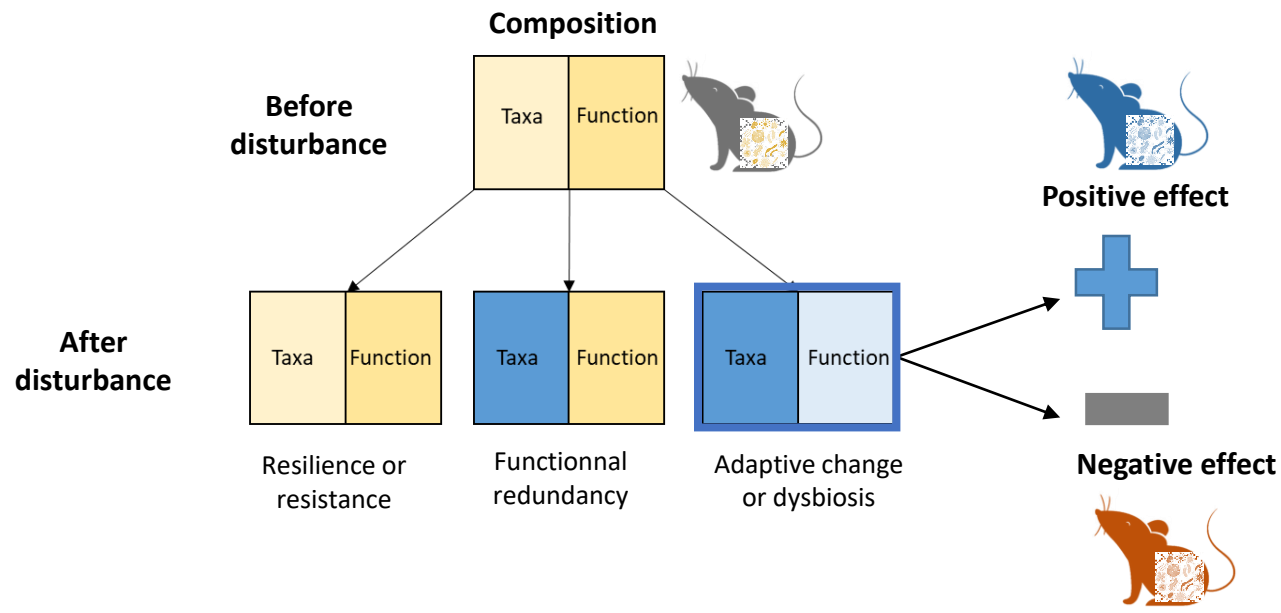 Composition
Before
disturbance
Taxa
Function
Positive effect
After
disturbance
Taxa
Function
Taxa
Function
Taxa
Function
Resilience or
resistance
Functionnal
redundancy
Adaptive change
or dysbiosis
Negative effect